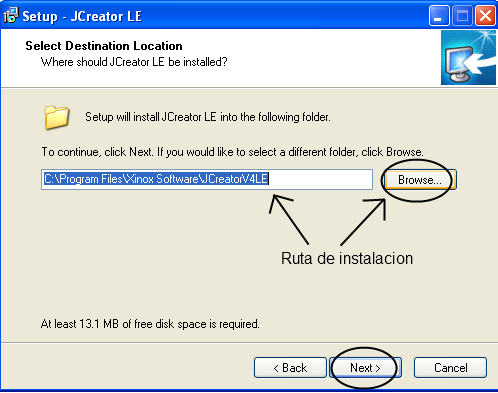 Setup - JCreator LE
Select Destination Location
Where should JCreator LE be installed?
Setup will install JCreator LE into the following folder.
To continue, click Next. If you would like to select a different folder, click Browse.
C:\Program Files\Xinox Software\JCreatorV4LE
Browse...
Ruta de instalacion
At least 13.1 MB of free disk space is required.
< Back
Next >
Cancel